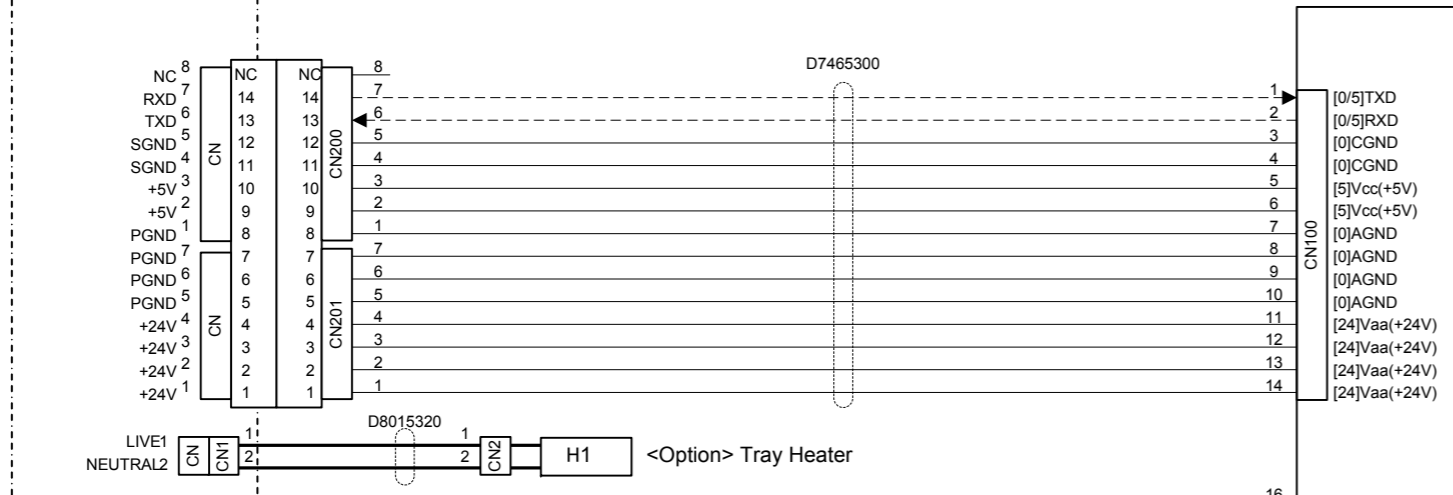 D7465300
NC 8 NC NC 8
RXD 7 14 14 7 1 [0/5]TXD
TXD 6 13 13 6 2 [0/5]RXD
SGND 5 12 12 5 3 [0]CGND
SGND 4 11 11 4 4 [0]CGND
+5V 3 10 10 3 5 [5]Vcc(+5V)
+5V 2 9 9 2 6 [5]Vcc(+5V)
PGND 1 8 8 1 7 [0]AGND
CN CN200
PGND 7 7 7 7 8 [0]AGND
PGND 6 6 6 6 9 [0]AGND
PGND 5 5 5 5 10 [0]AGND
+24V 4 4 4 4 11 [24]Vaa(+24V)
+24V 3 3 3 3 12 [24]Vaa(+24V)
+24V 2 2 2 2 13 [24]Vaa(+24V)
+24V 1 1 1 1 14 [24]Vaa(+24V)
CN CN201 CN100
D8015320
LIVE1 1 1
NEUTRAL2 2 2
CN CN1 CN2 H1 <Option> Tray Heater
16